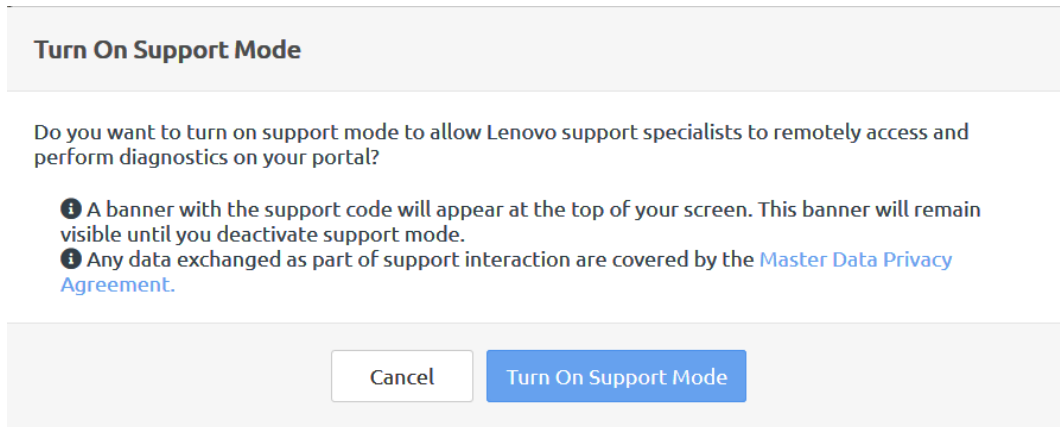 Turn On Support Mode
Do you want to turn on support mode to allow Lenovo support specialists to remotely access and
perform diagnostics on your portal?
A banner with the support code will appear at the top of your screen. This banner will remain
visible until you deactivate support mode.
Any data exchanged as part of support interaction are covered by the Master Data Privacy
Agreement.
Cancel
Turn On Support Mode